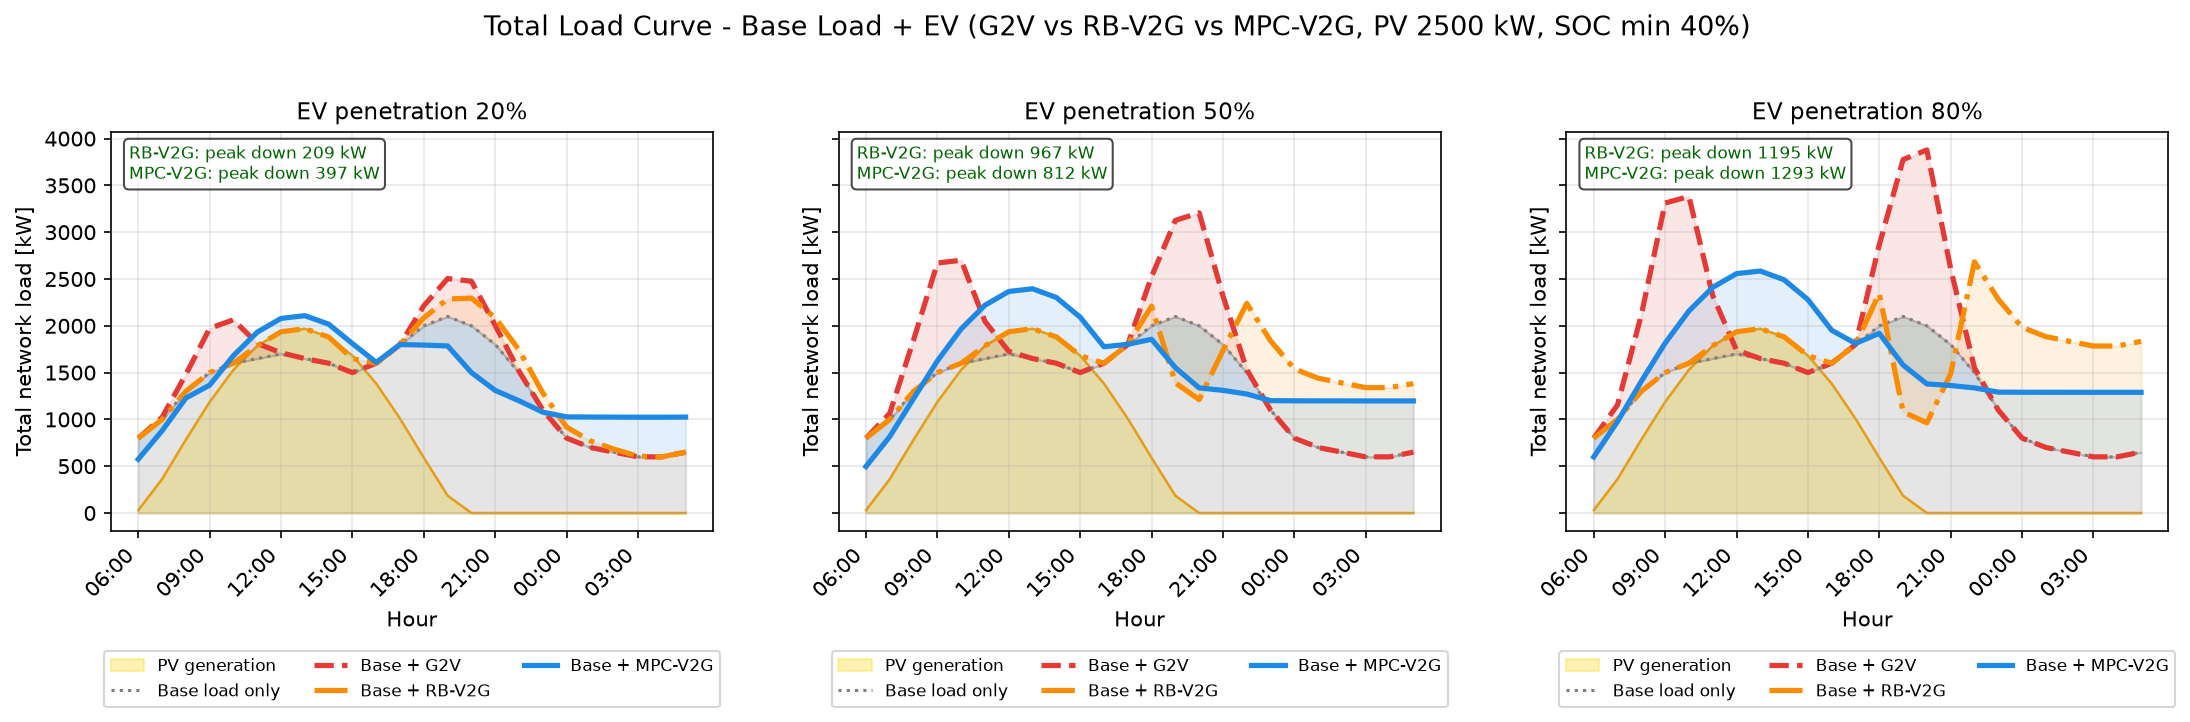 Total Load Curve - Base Load + EV (G2V vs RB-V2G vs MPC-V2G, PV 2500 kW, SOC min 40%)
EV penetration 20%
RB-V2G: peak down 209 kW
MPC-V2G: peak down 397 kW
Total network load [kW]
4000
3500
3000
2500
2000
1500
1000
500
0
06:00
09:00
12:00
15:00
18:00
21:00
00:00
03:00
Hour
PV generation
Base load only
Base + G2V
Base + RB-V2G
Base + MPC-V2G
EV penetration 50%
RB-V2G: peak down 967 kW
MPC-V2G: peak down 812 kW
Total network load [kW]
06:00
09:00
12:00
15:00
18:00
21:00
00:00
03:00
Hour
PV generation
Base load only
Base + G2V
Base + RB-V2G
Base + MPC-V2G
EV penetration 80%
RB-V2G: peak down 1195 kW
MPC-V2G: peak down 1293 kW
Total network load [kW]
06:00
09:00
12:00
15:00
18:00
21:00
00:00
03:00
Hour
PV generation
Base load only
Base + G2V
Base + RB-V2G
Base + MPC-V2G